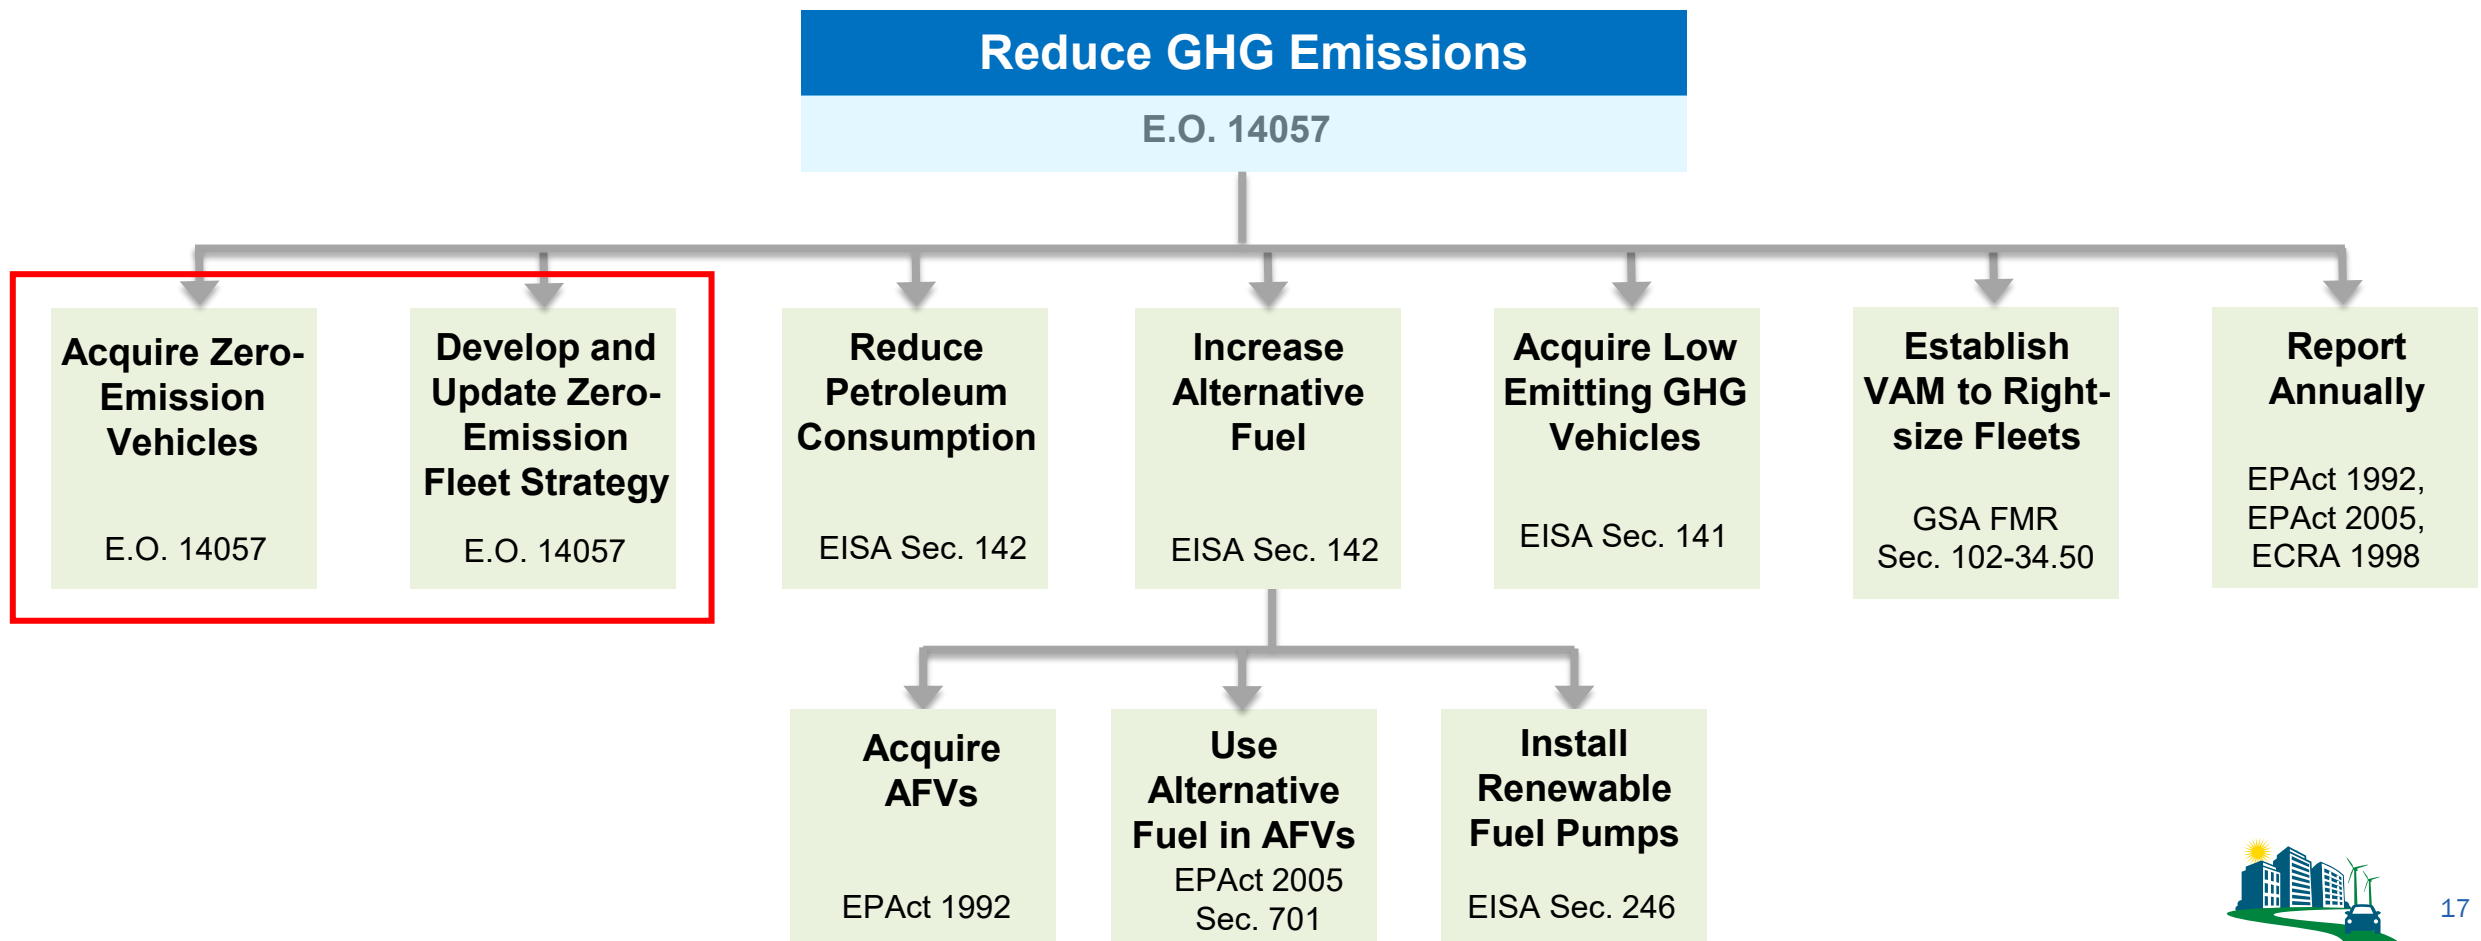 Reduce GHG Emissions
E.O. 14057
Acquire Zero-
Emission
Vehicles
E.O. 14057
Develop and
Update Zero-
Emission
Fleet Strategy
E.O. 14057
Reduce
Petroleum
Consumption
EISA Sec. 142
Increase
Alternative
Fuel
EISA Sec. 142
Acquire Low
Emitting GHG
Vehicles
EISA Sec. 141
Establish
VAM to Right-
size Fleets
GSA FMR
Sec. 102-34.50
Report
Annually
EPAct 1992,
EPAct 2005,
ECRA 1998
Acquire
AFVs
EPAct 1992
Use
Alternative
Fuel in AFVs
EPAct 2005
Sec. 701
Install
Renewable
Fuel Pumps
EISA Sec. 246
17